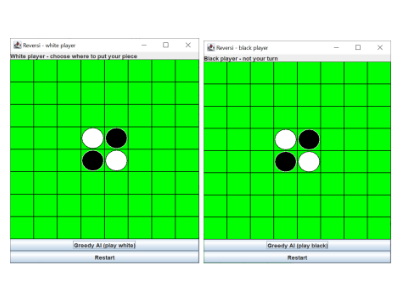 Reversi - white player
White player - choose where to put your piece
Greedy AI (play white)
Restart
Reversi - black player
Black player - not your turn
Greedy AI (play black)
Restart